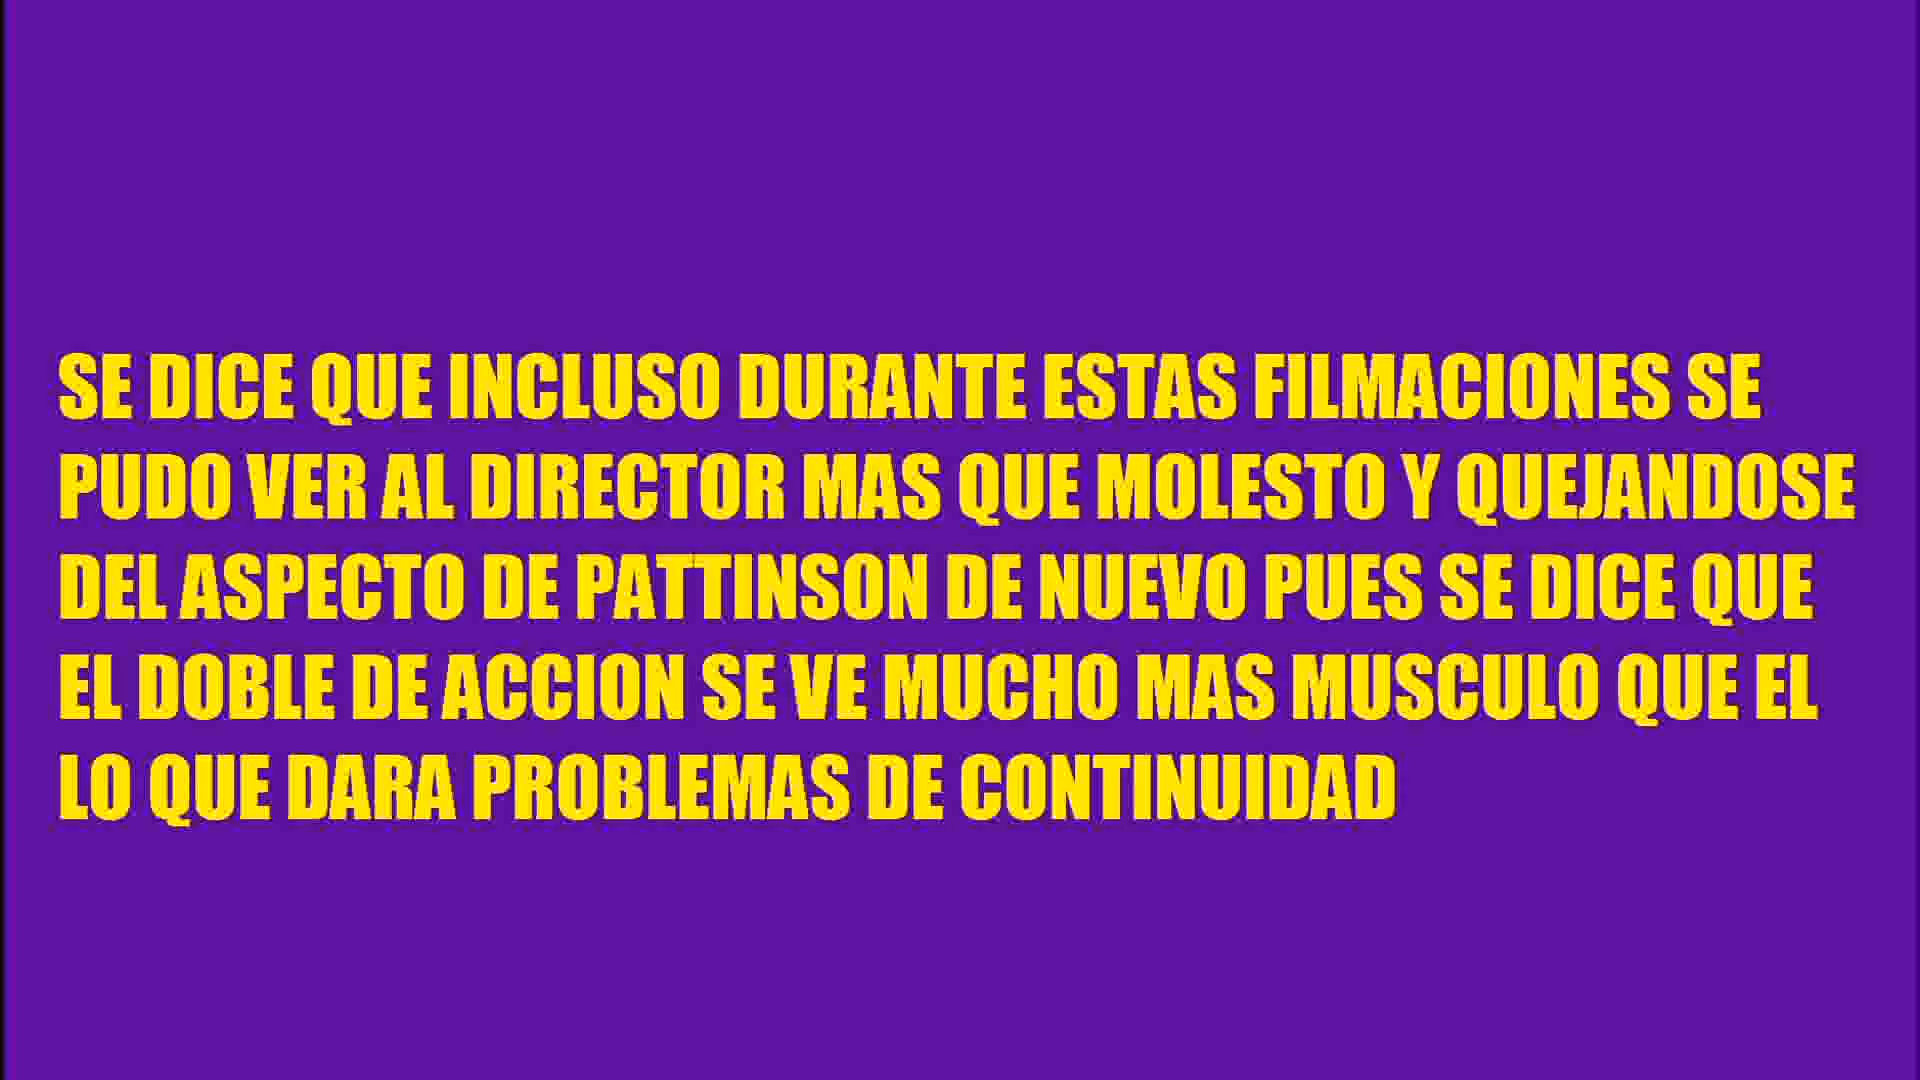 SE DICE QUE INCLUSO DURANTE ESTAS FILMACIONES SE
PUDO VER AL DIRECTOR MAS QUE MOLESTO Y QUEJANDOSE
DEL ASPECTO DE PATTINSON DE NUEVO PUES SE DICE QUE
EL DOBLE DE ACCION SE VE MUCHO MAS MUSCULO QUE EL
LO QUE DARA PROBLEMAS DE CONTINUIDAD